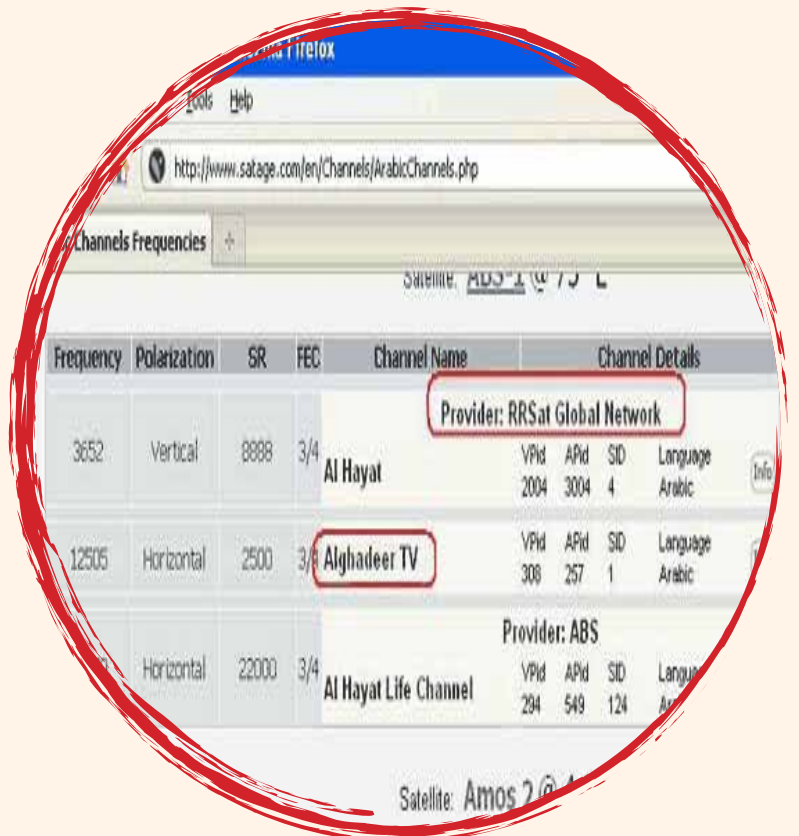 Firefox
Tools Help
http://www.satage.com/en/Channels/ArabicChannels.php
Channels Frequencies +
Satellite: ABS-1 @ 75° E
Frequency Polarization SR FEC Channel Name Channel Details
Provider: RRSat Global Network
3652 Vertical 8888 3/4 Al Hayat VPid APid SID Language Info
2004 3004 4 Arabic
12505 Horizontal 2500 Alghadeer TV VPid APid SID Language
308 257 1 Arabic
Provider: ABS
Horizontal 22000 3/4 Al Hayat Life Channel VPid APid SID
294 549 124
Satellite: Amos 2 @